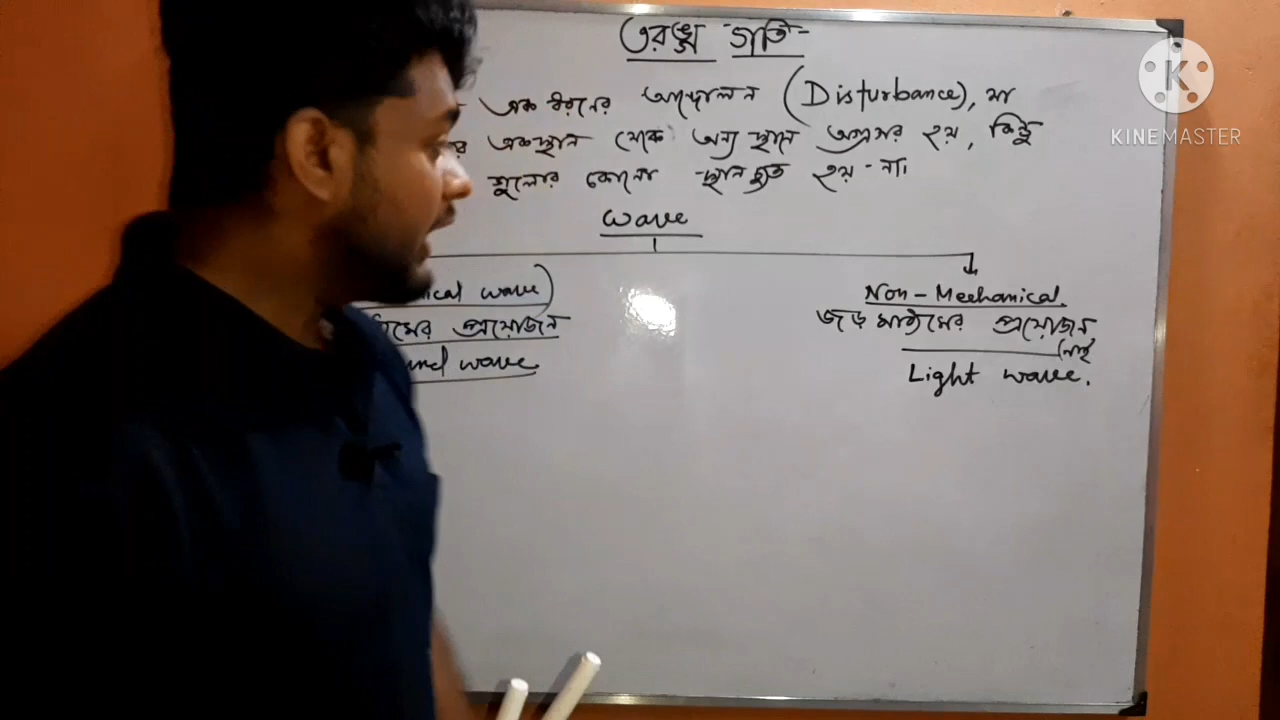 তরঙ্গ গতি
এক ধরনের আন্দোলন (Disturbance), যা
একস্থান থেকে অন্য স্থানে অগ্রসর হয়, কিন্তু
গুলোর কোনো স্থানচ্যুত হয় না।
Wave
ical wave) Non-Mechanical.
মের প্রয়োজন জড় মাধ্যমের প্রয়োজন
নাই
und wave Light wave.
K
KINEMASTER